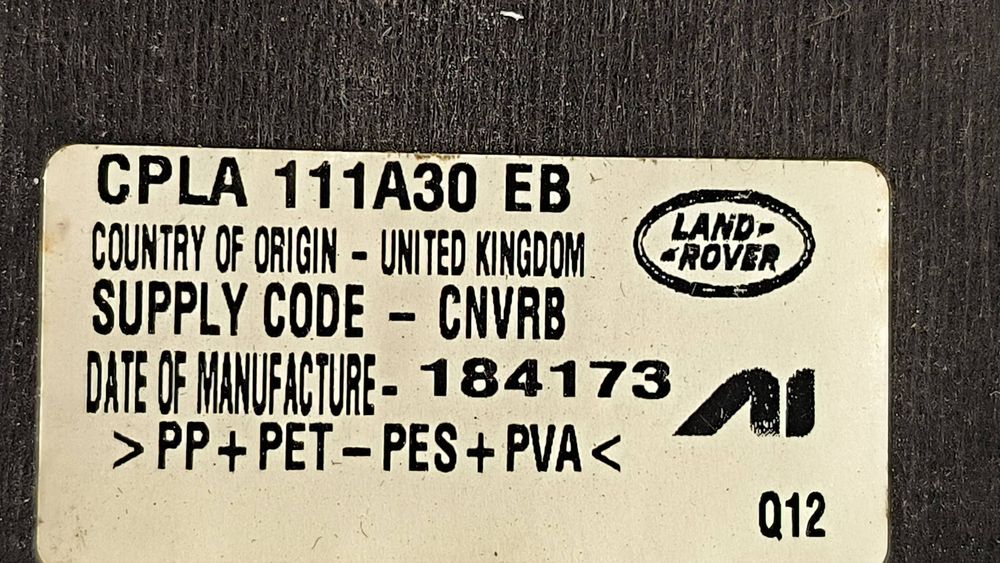 CPLA 111A30 EB
LAND-
-ROVER
COUNTRY OF ORIGIN - UNITED KINGDOM
SUPPLY CODE - CNVRB
DATE OF MANUFACTURE- 184173
>PP+PET-PES+PVA<
AI
Q12